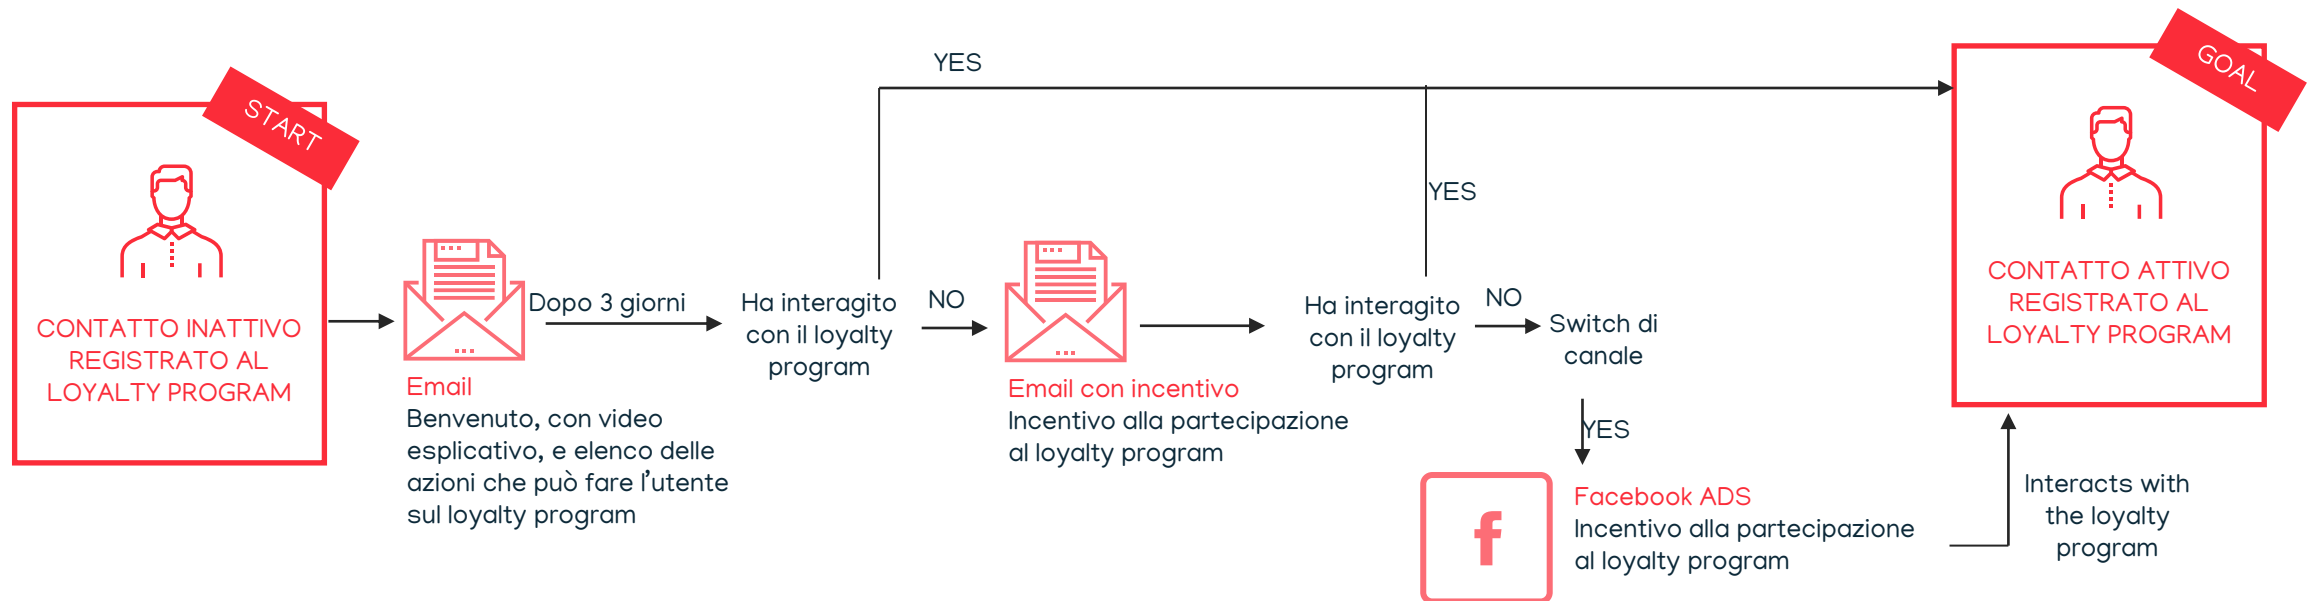 START
CONTATTO INATTIVO
REGISTRATO AL
LOYALTY PROGRAM
Email
Benvenuto, con video
esplicativo, e elenco delle
azioni che può fare l'utente
sul loyalty program
Dopo 3 giorni
Ha interagito
con il loyalty
program
YES
NO
Email con incentivo
Incentivo alla partecipazione
al loyalty program
Ha interagito
con il loyalty
program
YES
NO
Switch di
canale
YES
Facebook ADS
Incentivo alla partecipazione
al loyalty program
Interacts with
the loyalty
program
GOAL
CONTATTO ATTIVO
REGISTRATO AL
LOYALTY PROGRAM